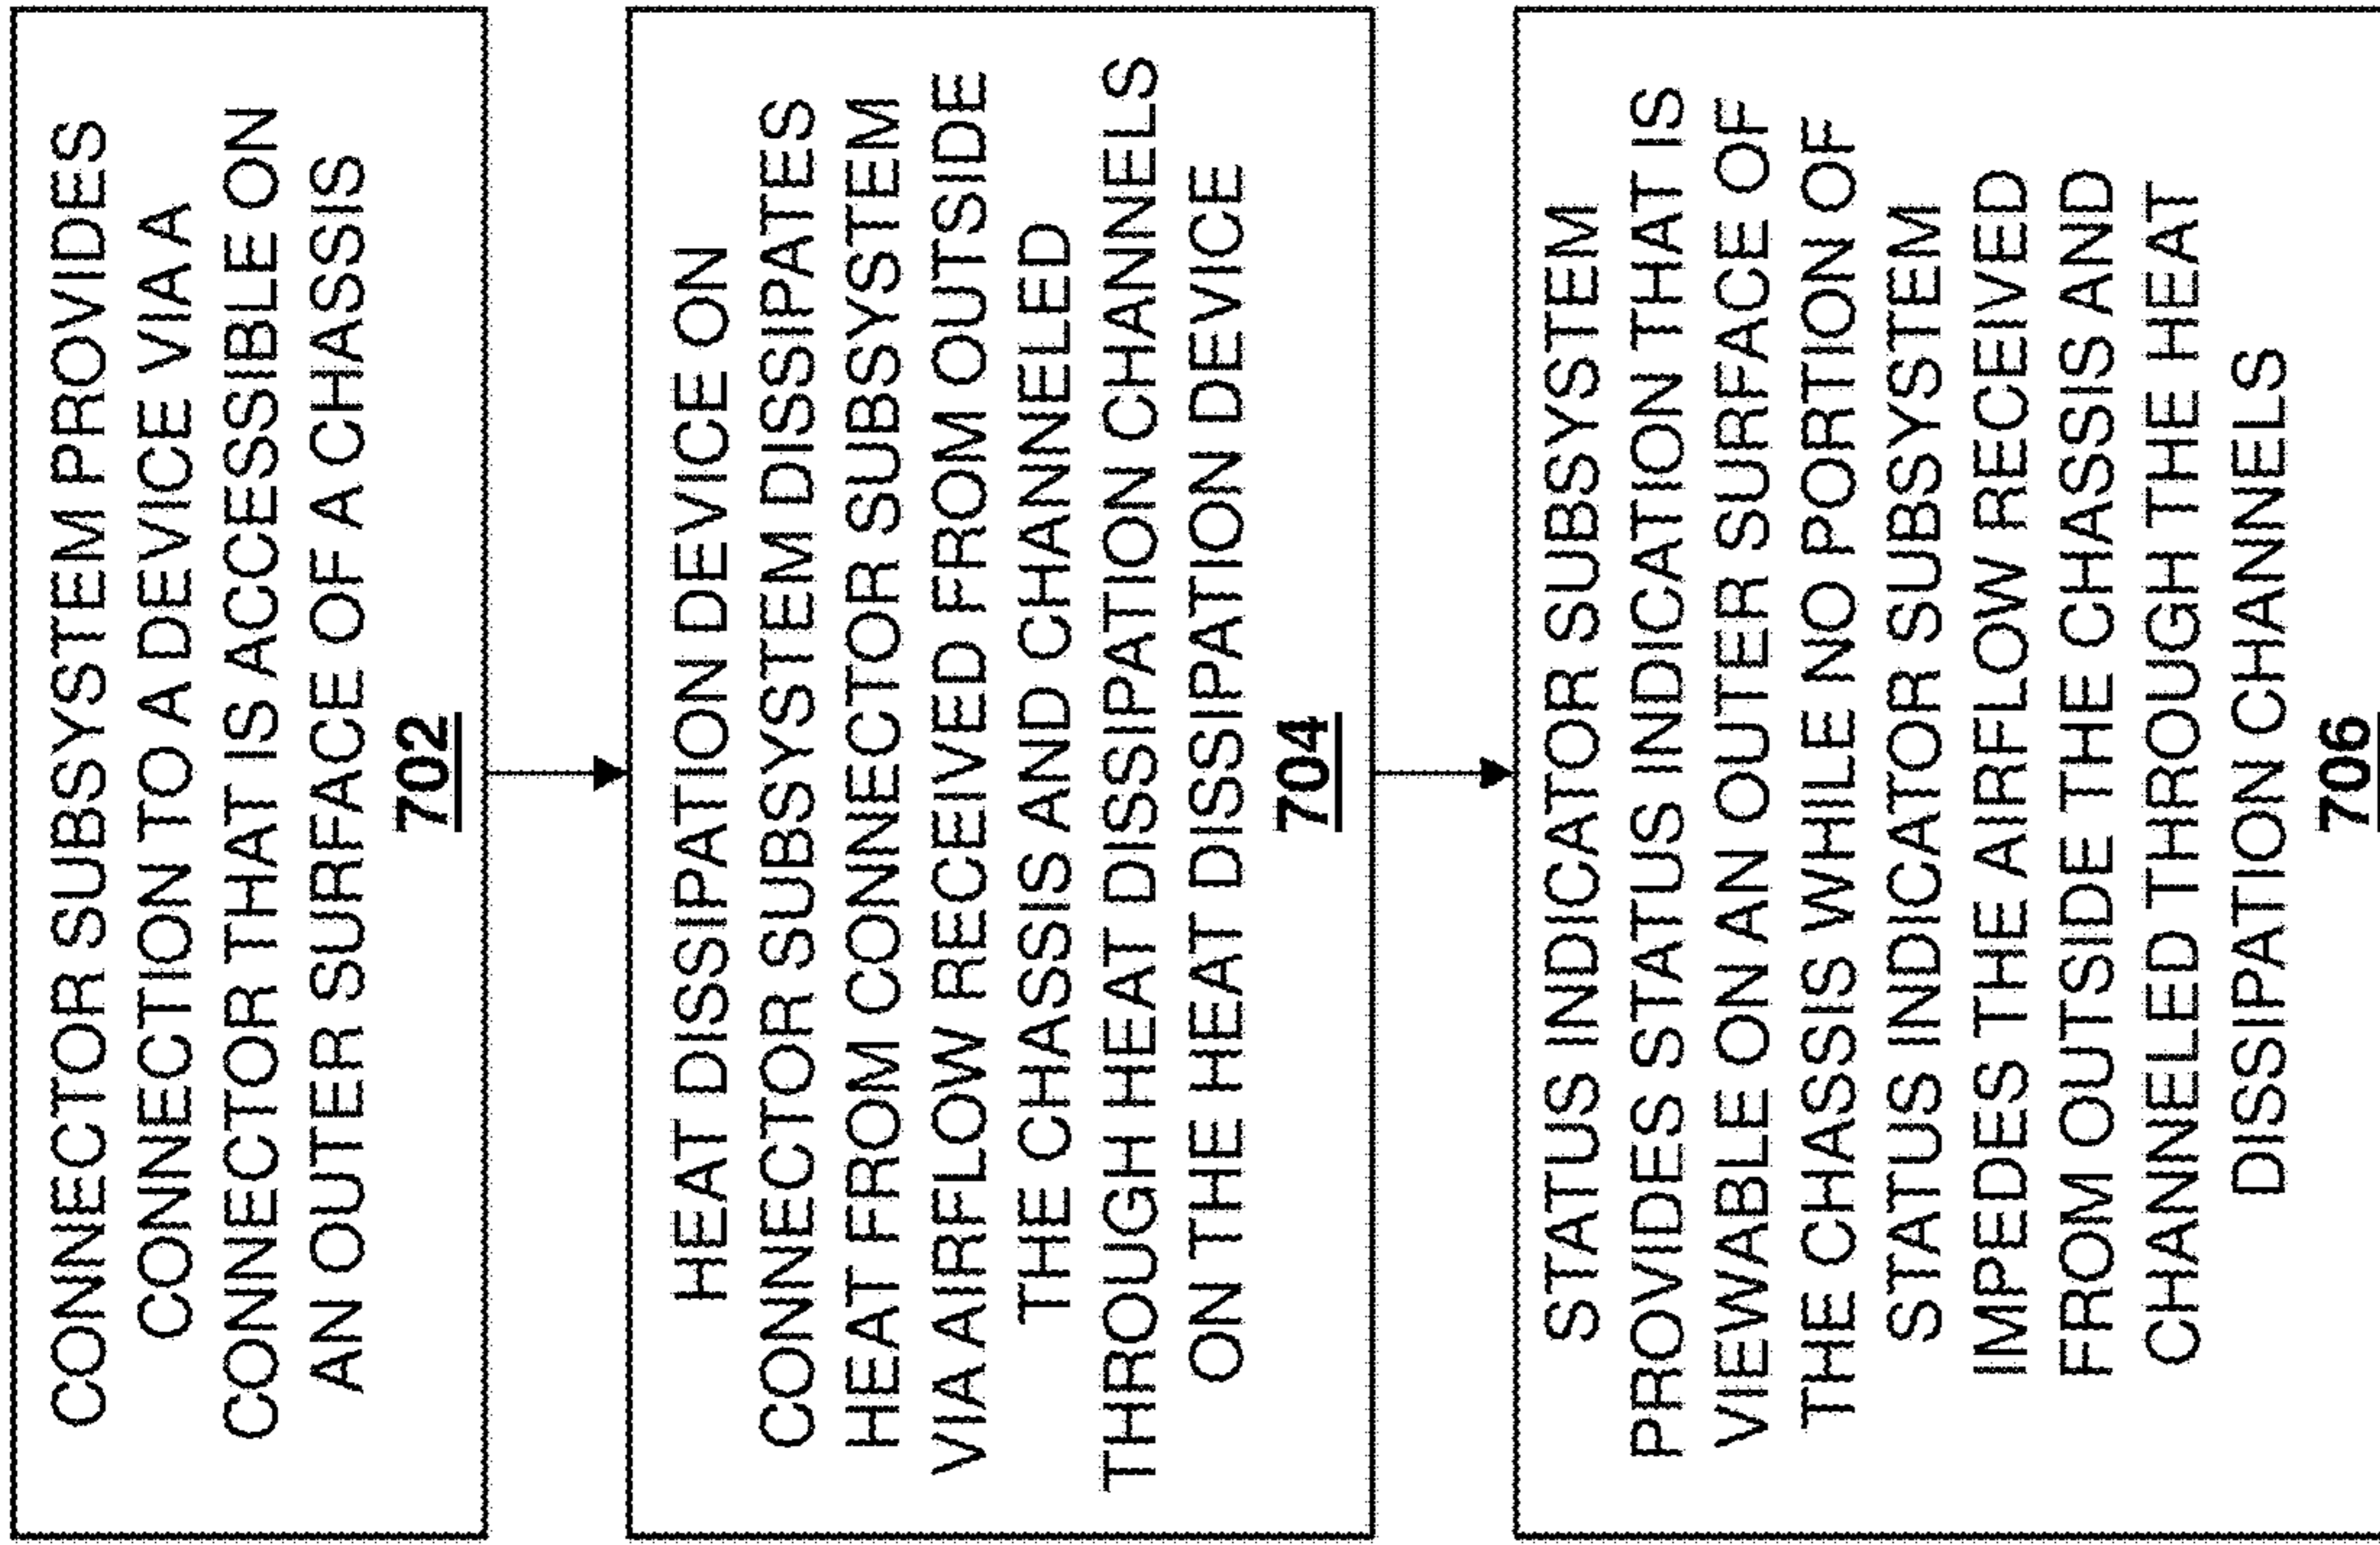 CONNECTOR SUBSYSTEM PROVIDES
CONNECTION TO A DEVICE VIA A
CONNECTOR THAT IS ACCESSIBLE ON
AN OUTER SURFACE OF A CHASSIS
702
HEAT DISSIPATION DEVICE ON
CONNECTOR SUBSYSTEM DISSIPATES
HEAT FROM CONNECTOR SUBSYSTEM
VIA AIRFLOW RECEIVED FROM OUTSIDE
THE CHASSIS AND CHANNELED
THROUGH HEAT DISSIPATION CHANNELS
ON THE HEAT DISSIPATION DEVICE
704
STATUS INDICATOR SUBSYSTEM
PROVIDES STATUS INDICATION THAT IS
VIEWABLE ON AN OUTER SURFACE OF
THE CHASSIS WHILE NO PORTION OF
STATUS INDICATOR SUBSYSTEM
IMPEDES THE AIRFLOW RECEIVED
FROM OUTSIDE THE CHASSIS AND
CHANNELED THROUGH THE HEAT
DISSIPATION CHANNELS
706